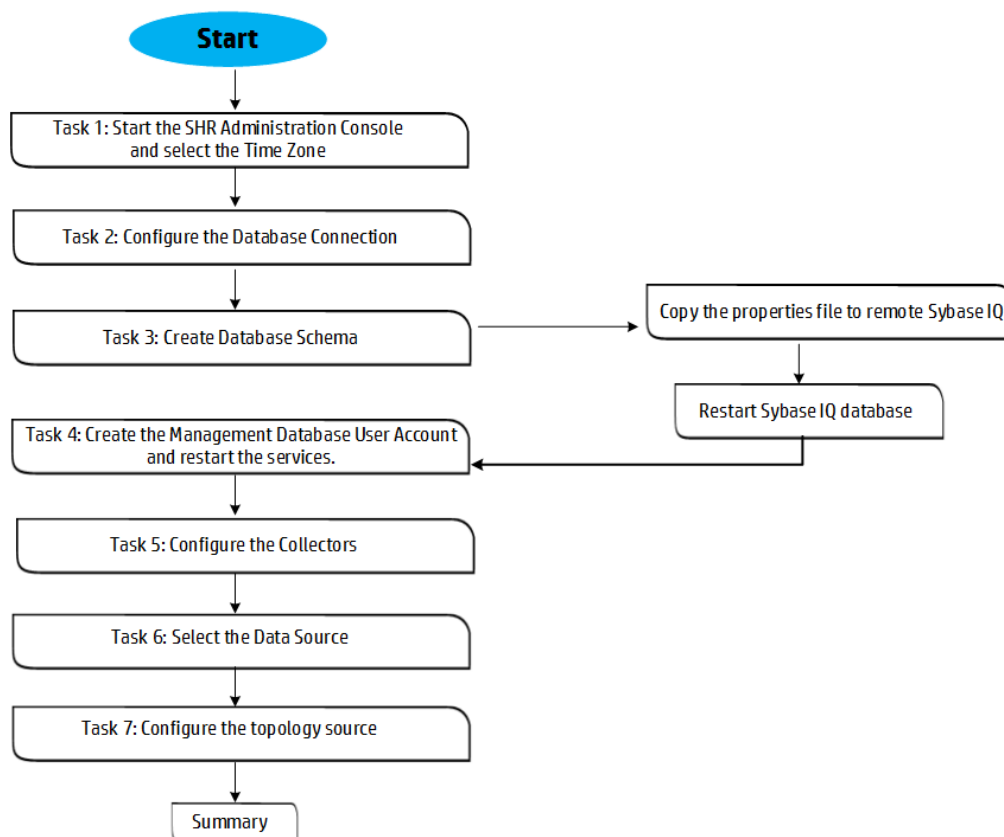 Start
Task 1: Start the SHR Administration Console
and select the Time Zone
Task 2: Configure the Database Connection
Task 3: Create Database Schema
Copy the properties file to remote Sybase IQ
Restart Sybase IQ database
Task 4: Create the Management Database User Account
and restart the services.
Task 5: Configure the Collectors
Task 6: Select the Data Source
Task 7: Configure the topology source
Summary